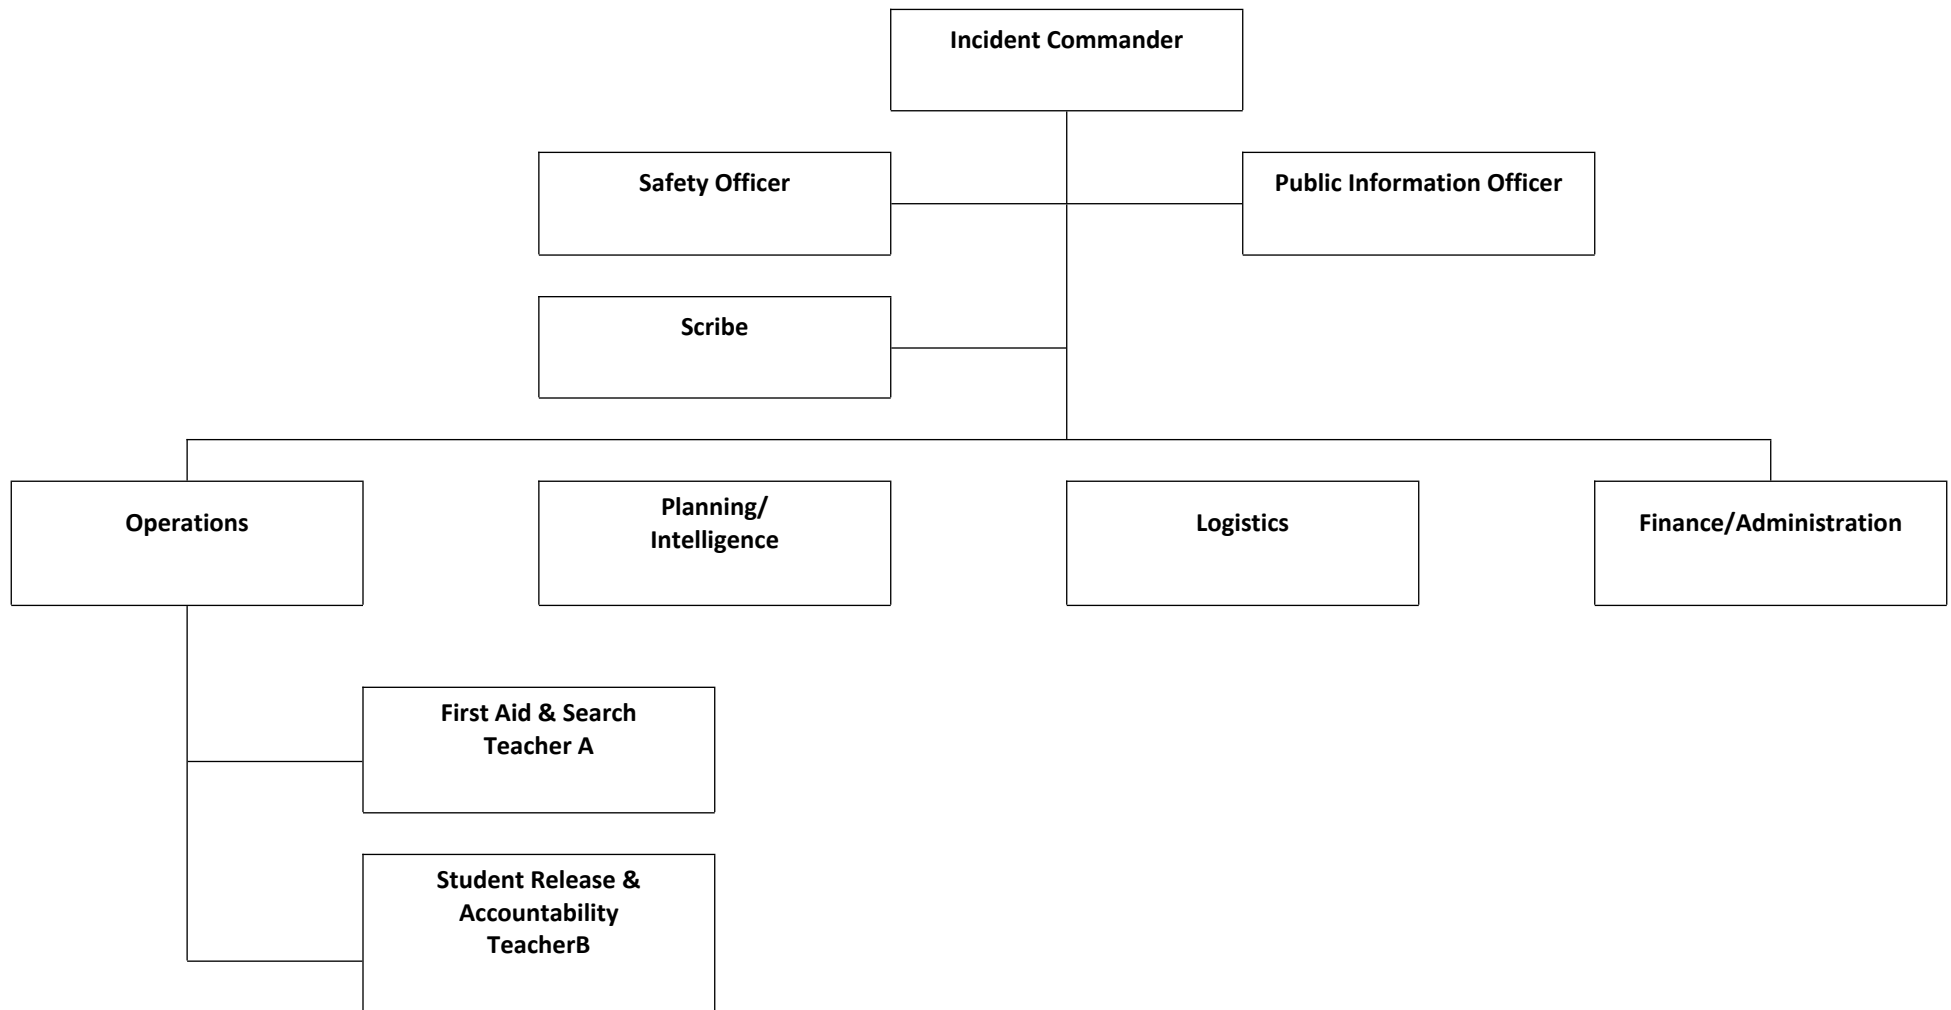 Incident Commander
Safety Officer
Public Information Officer
Scribe
Operations
Planning/
Intelligence
Logistics
Finance/Administration
First Aid & Search
Teacher A
Student Release &
Accountability
TeacherB